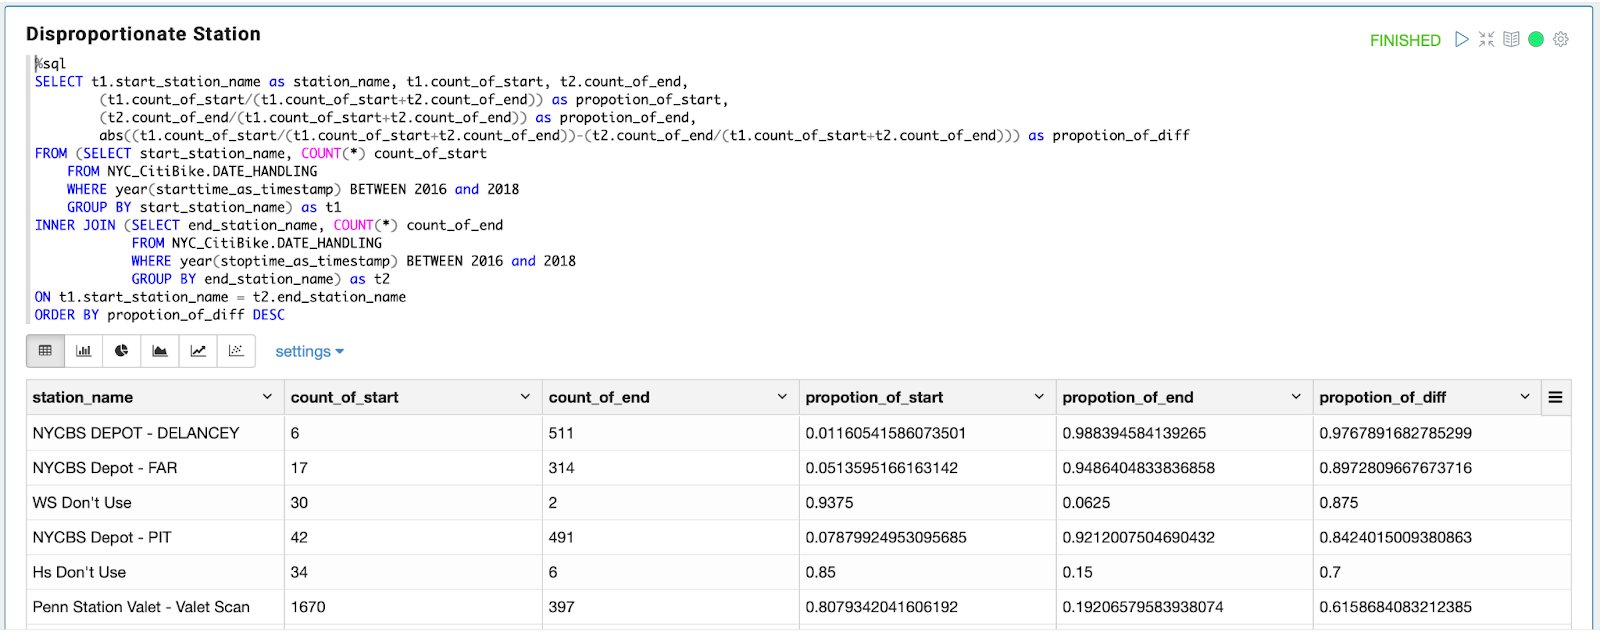 Disproportionate Station
FINISHED
%sql
SELECT t1.start_station_name as station_name, t1.count_of_start, t2.count_of_end,
(t1.count_of_start/(t1.count_of_start+t2.count_of_end)) as propotion_of_start,
(t2.count_of_end/(t1.count_of_start+t2.count_of_end)) as propotion_of_end,
abs((t1.count_of_start/(t1.count_of_start+t2.count_of_end))-(t2.count_of_end/(t1.count_of_start+t2.count_of_end))) as propotion_of_diff
FROM (SELECT start_station_name, COUNT(*) count_of_start
FROM NYC_CitiBike.DATE_HANDLING
WHERE year(starttime_as_timestamp) BETWEEN 2016 and 2018
GROUP BY start_station_name) as t1
INNER JOIN (SELECT end_station_name, COUNT(*) count_of_end
FROM NYC_CitiBike.DATE_HANDLING
WHERE year(stoptime_as_timestamp) BETWEEN 2016 and 2018
GROUP BY end_station_name) as t2
ON t1.start_station_name = t2.end_station_name
ORDER BY propotion_of_diff DESC
settings
station_name count_of_start count_of_end propotion_of_start propotion_of_end propotion_of_diff
NYCBS DEPOT - DELANCEY 6 511 0.01160541586073501 0.988394584139265 0.9767891682785299
NYCBS Depot - FAR 17 314 0.0513595166163142 0.9486404833836858 0.8972809667673716
WS Don't Use 30 2 0.9375 0.0625 0.875
NYCBS Depot - PIT 42 491 0.07879924953095685 0.9212007504690432 0.8424015009380863
Hs Don't Use 34 6 0.85 0.15 0.7
Penn Station Valet - Valet Scan 1670 397 0.8079342041606192 0.19206579583938074 0.6158684083212385